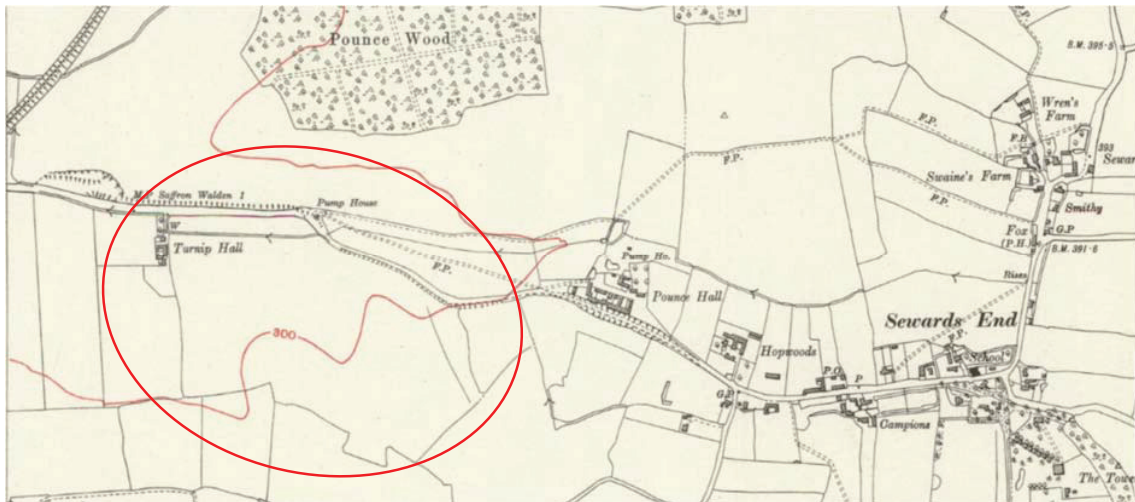 Pounce Wood
B.M. 395·5
Wren's
Farm
F.P.
F.P.
393
Swaine's Farm
F.P.
F.P.
Smithy
M.P. Saffron Walden 1
Pump House
W
Turnip Hall
Fox
(P.H.)
G.P
B.M. 391·6
F.P.
Pump Ho.
Rises
Pounce Hall
300
Sewards End
Hopwoods
School
P.O.
P
G.P
Campions
The Towe